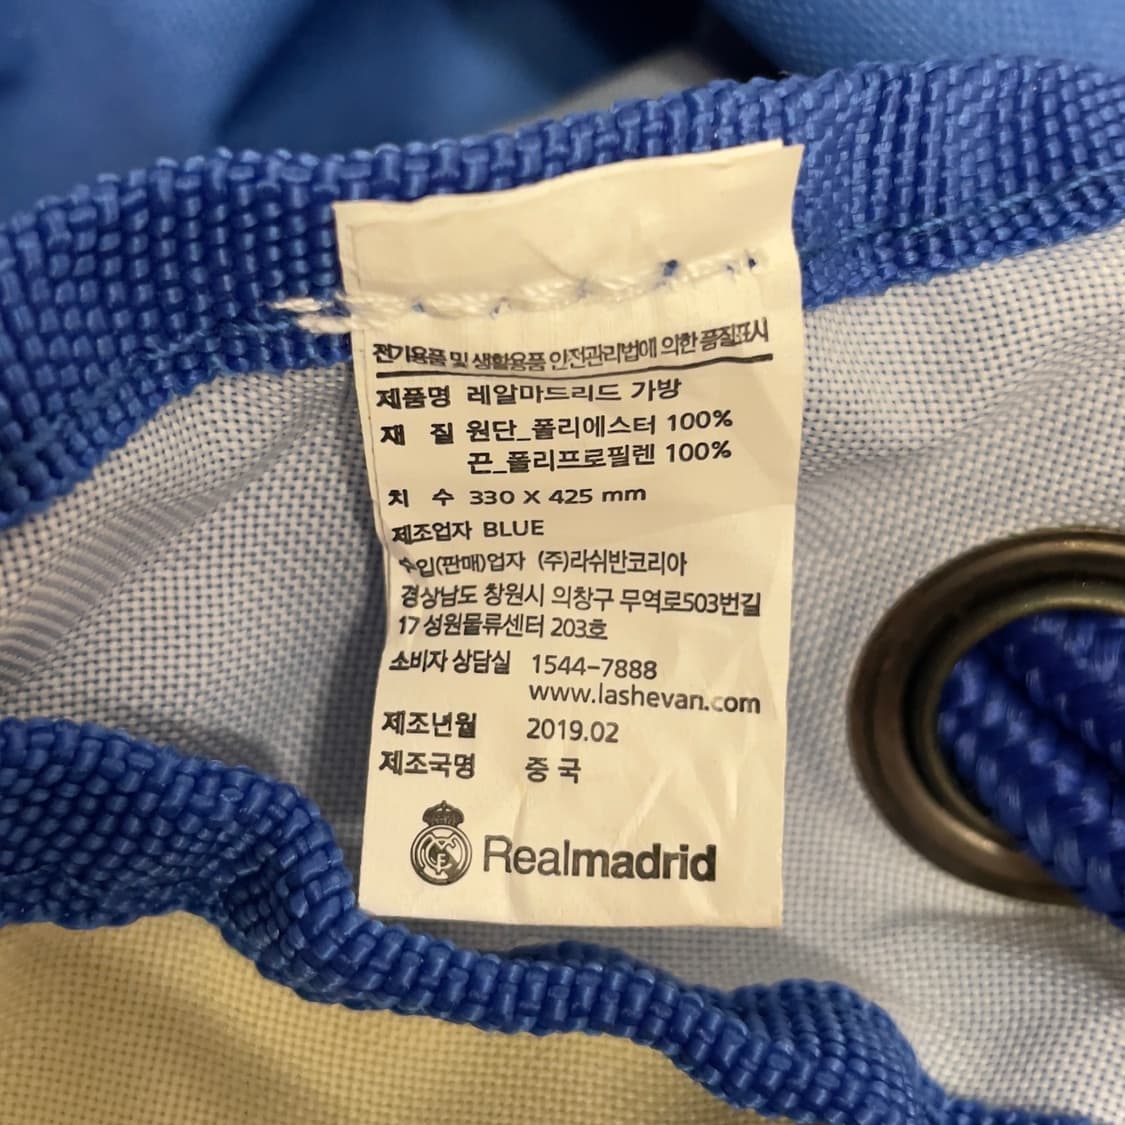 전기용품 및 생활용품 안전관리법에 의한 품질표시
제품명 레알마드리드 가방
재 질 원단_폴리에스터 100%
끈_폴리프로필렌 100%
치 수 330 X 425 mm
제조업자 BLUE
수입(판매)업자 (주)라쉬반코리아
경상남도 창원시 의창구 무역로503번길
17 성원물류센터 203호
소비자 상담실 1544-7888
www.lashevan.com
제조년월 2019.02
제조국명 중 국
Realmadrid